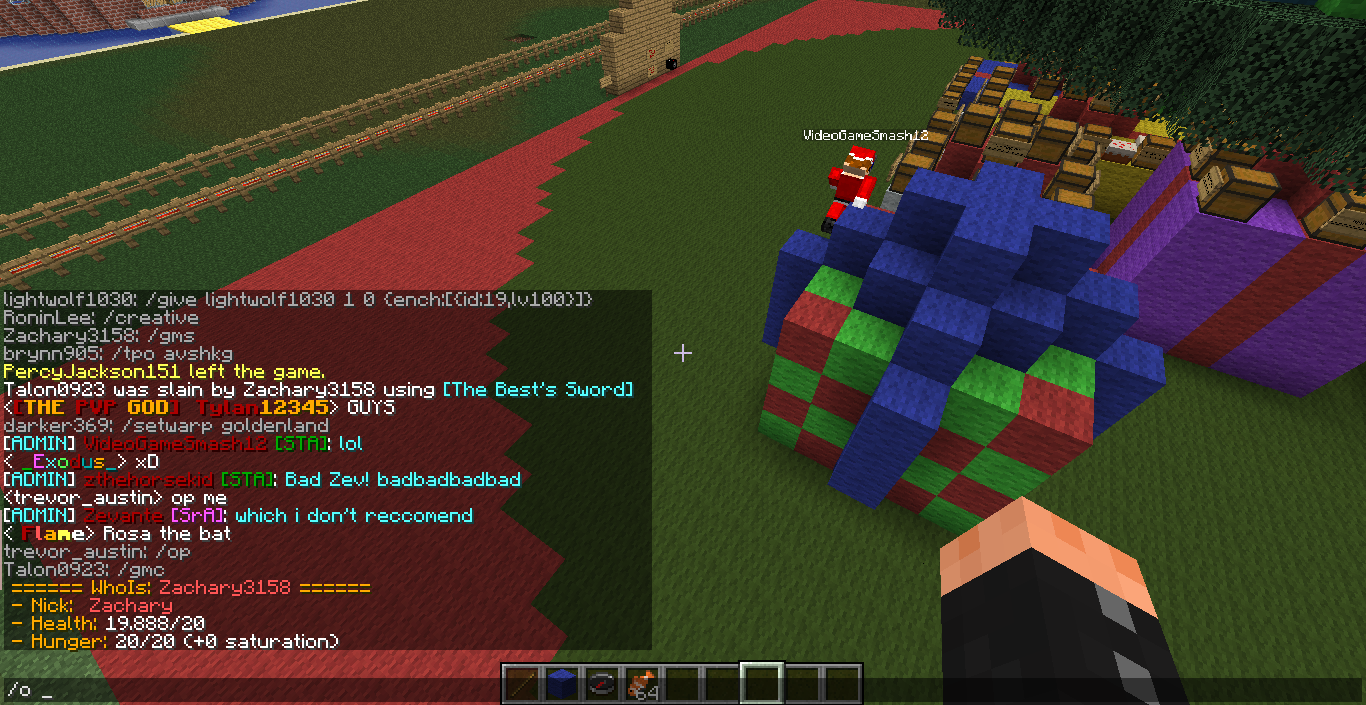 VideoGameSmash12
lightwolf1030: /give lightwolf1030 1 0 {ench:[{id:19,lv100}]}
RoninLee: /creative
Zachary3158: /gms
brynn905: /tpo avshkg
PercyJackson151 left the game.
Talon0923 was slain by Zachary3158 using [The Best's Sword]
<[THE PVP GOD] Tylan12345> GUYS
darker369: /setwarp goldenland
[ADMIN] VideoGameSmash12 [STA]: lol
< _Exodus_> xD
[ADMIN] zthehorsekid [STA]: Bad Zev! badbadbadbad
<trevor_austin> op me
[ADMIN] Zevante [SrA]: which i don't reccomend
< Flame> Rosa the bat
trevor_austin: /op
Talon0923: /gmc
====== WhoIs: Zachary3158 ======
- Nick: Zachary
- Health: 19.888/20
- Hunger: 20/20 (+0 saturation)
64
/o _